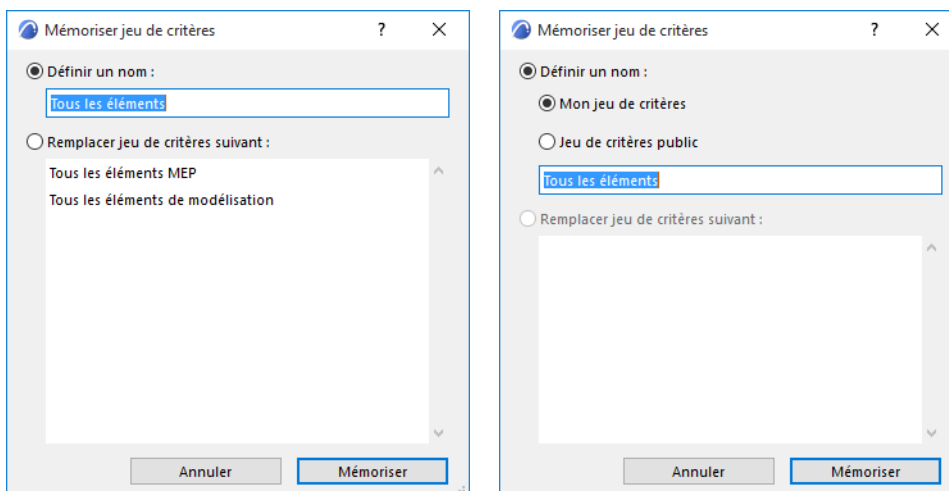 Mémoriser jeu de critères
?
Définir un nom :
Tous les éléments
Remplacer jeu de critères suivant :
Tous les éléments MEP
Tous les éléments de modélisation
Annuler
Mémoriser
Mémoriser jeu de critères
?
Définir un nom :
Mon jeu de critères
Jeu de critères public
Tous les éléments
Remplacer jeu de critères suivant :
Annuler
Mémoriser